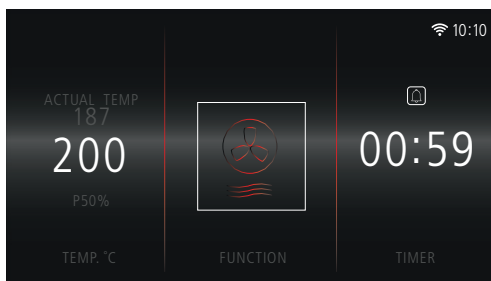 10:10
ACTUAL TEMP
187
200
P50%
TEMP. °C
FUNCTION
00:59
TIMER